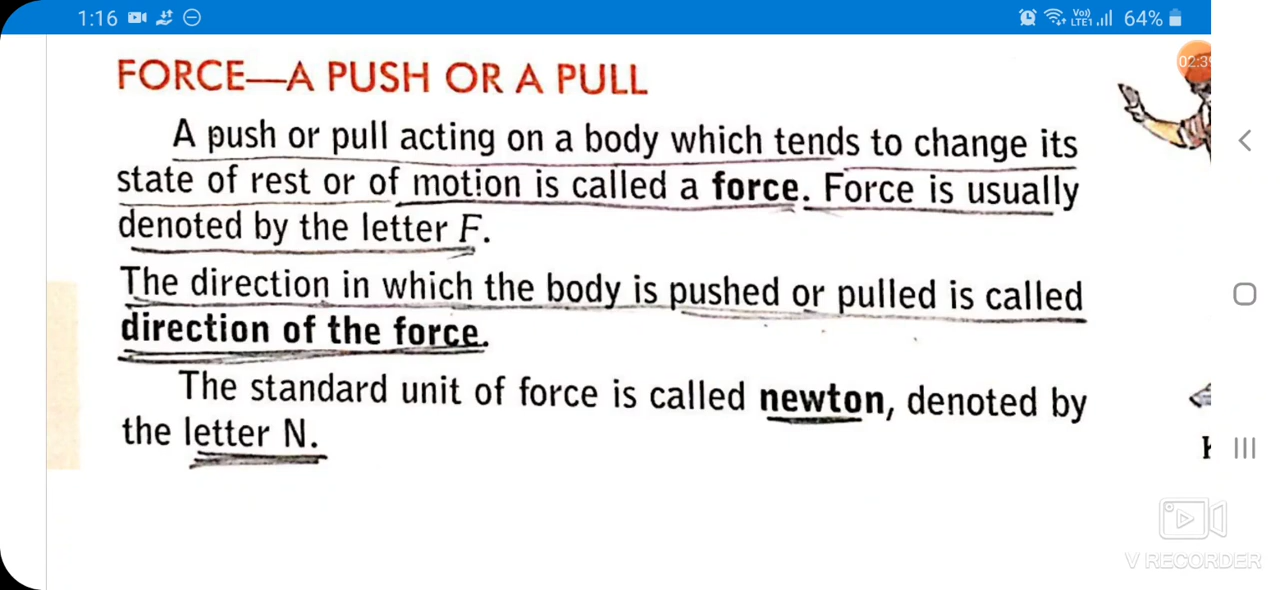 1:16
Vo)) LTE1 64%
02:39
FORCE—A PUSH OR A PULL
A push or pull acting on a body which tends to change its
state of rest or of motion is called a force. Force is usually
denoted by the letter F.
The direction in which the body is pushed or pulled is called
direction of the force.
The standard unit of force is called newton, denoted by
the letter N.
V RECORDER